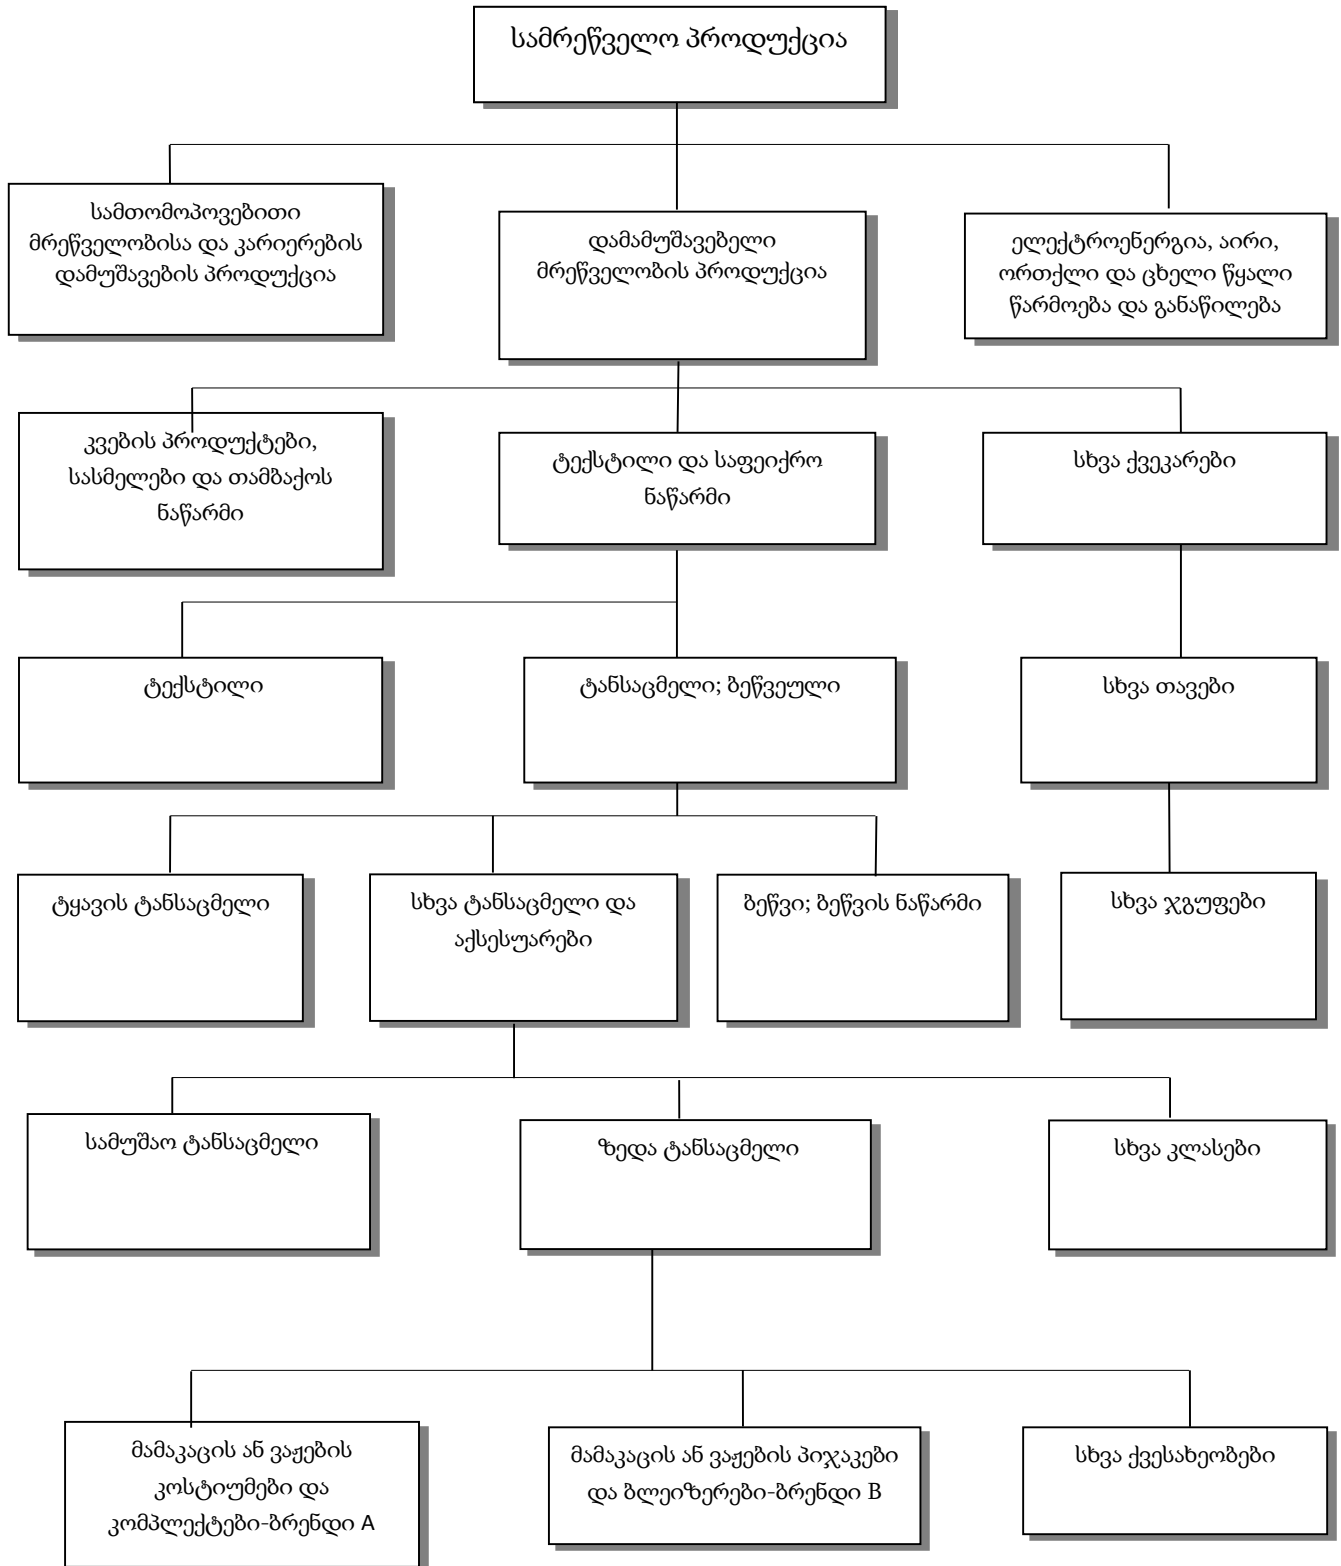 სამრეწველო პროდუქცია
სამთომოპოვებითი
მრეწველობისა და კარიერების
დამუშავების პროდუქცია
დამამუშავებელი
მრეწველობის პროდუქცია
ელექტროენერგია, აირი,
ორთქლი და ცხელი წყალი
წარმოება და განაწილება
კვების პროდუქტები,
სასმელები და თამბაქოს
ნაწარმი
ტექსტილი და საფეიქრო
ნაწარმი
სხვა ქვეკარები
ტექსტილი
ტანსაცმელი; ბეწვეული
სხვა თავები
ტყავის ტანსაცმელი
სხვა ტანსაცმელი და
აქსესუარები
ბეწვი; ბეწვის ნაწარმი
სხვა ჯგუფები
სამუშაო ტანსაცმელი
ზედა ტანსაცმელი
სხვა კლასები
მამაკაცის ან ვაჟების
კოსტიუმები და
კომპლექტები-ბრენდი A
მამაკაცის ან ვაჟების პიჯაკები
და ბლეიზერები-ბრენდი B
სხვა ქვესახეობები